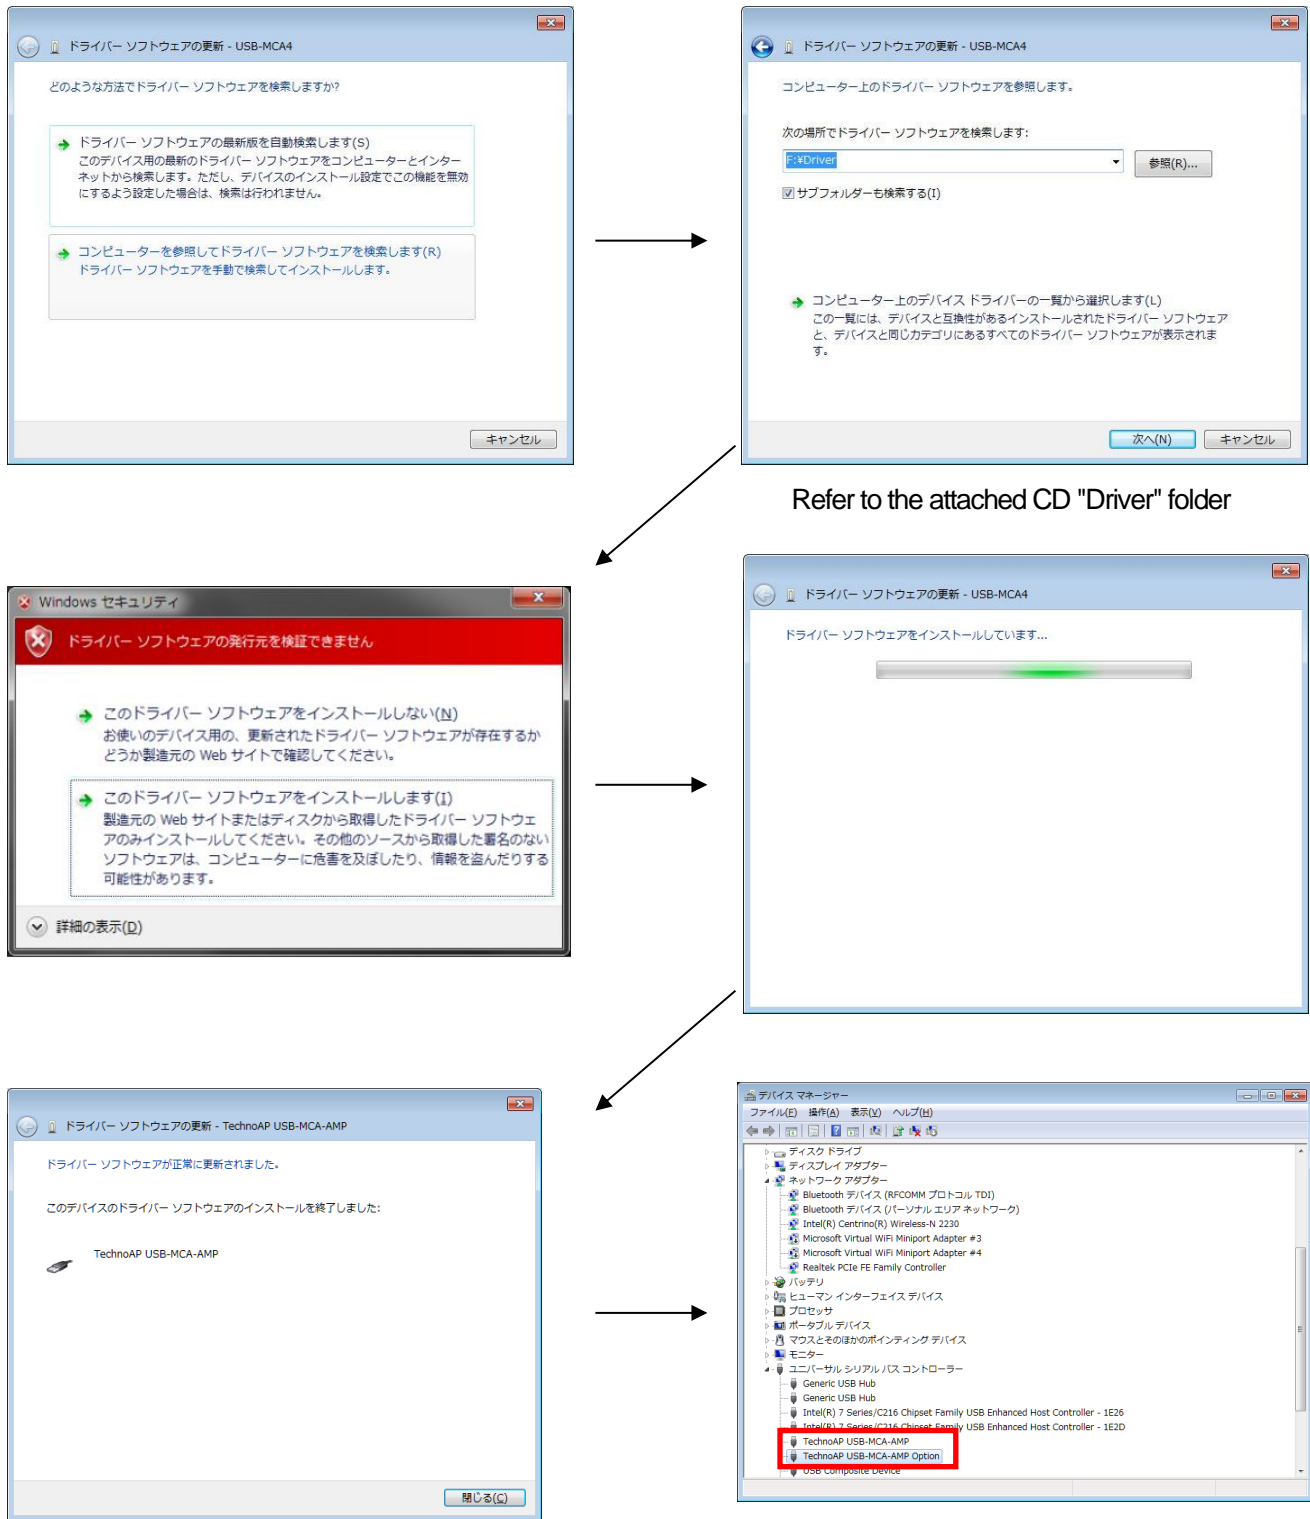 ドライバー ソフトウェアの更新 - USB-MCA4
どのような方法でドライバー ソフトウェアを検索しますか?
ドライバー ソフトウェアの最新版を自動検索します(S)
このデバイス用の最新のドライバー ソフトウェアをコンピューターとインター
ネットから検索します。ただし、デバイスのインストール設定でこの機能を無効
にするよう設定した場合は、検索は行われません。
コンピューターを参照してドライバー ソフトウェアを検索します(R)
ドライバー ソフトウェアを手動で検索してインストールします。
キャンセル
ドライバー ソフトウェアの更新 - USB-MCA4
コンピューター上のドライバー ソフトウェアを参照します。
次の場所でドライバー ソフトウェアを検索します:
F:¥Driver
参照(R)...
サブフォルダーも検索する(I)
コンピューター上のデバイス ドライバーの一覧から選択します(L)
この一覧には、デバイスと互換性があるインストールされたドライバー ソフトウェア
と、デバイスと同じカテゴリにあるすべてのドライバー ソフトウェアが表示されま
す。
次へ(N)
キャンセル
Refer to the attached CD "Driver" folder
Windows セキュリティ
ドライバー ソフトウェアの発行元を検証できません
このドライバー ソフトウェアをインストールしない(N)
お使いのデバイス用の、更新されたドライバー ソフトウェアが存在するか
どうか製造元の Web サイトで確認してください。
このドライバー ソフトウェアをインストールします(I)
製造元の Web サイトまたはディスクから取得したドライバー ソフトウェ
アのみインストールしてください。その他のソースから取得した署名のない
ソフトウェアは、コンピューターに危害を及ぼしたり、情報を盗んだりする
可能性があります。
詳細の表示(D)
ドライバー ソフトウェアの更新 - USB-MCA4
ドライバー ソフトウェアをインストールしています...
ドライバー ソフトウェアの更新 - TechnoAP USB-MCA-AMP
ドライバー ソフトウェアが正常に更新されました。
このデバイスのドライバー ソフトウェアのインストールを終了しました:
TechnoAP USB-MCA-AMP
閉じる(C)
デバイス マネージャー
ファイル(F) 操作(A) 表示(V) ヘルプ(H)
ディスク ドライブ
ディスプレイ アダプター
ネットワーク アダプター
Bluetooth デバイス (RFCOMM プロトコル TDI)
Bluetooth デバイス (パーソナル エリア ネットワーク)
Intel(R) Centrino(R) Wireless-N 2230
Microsoft Virtual WiFi Miniport Adapter #3
Microsoft Virtual WiFi Miniport Adapter #4
Realtek PCIe FE Family Controller
バッテリ
ヒューマン インターフェイス デバイス
プロセッサ
ポータブル デバイス
マウスとそのほかのポインティング デバイス
モニター
ユニバーサル シリアル バス コントローラー
Generic USB Hub
Generic USB Hub
Intel(R) 7 Series/C216 Chipset Family USB Enhanced Host Controller - 1E26
Intel(R) 7 Series/C216 Chipset Family USB Enhanced Host Controller - 1E2D
TechnoAP USB-MCA-AMP
TechnoAP USB-MCA-AMP Option
USB Composite Device